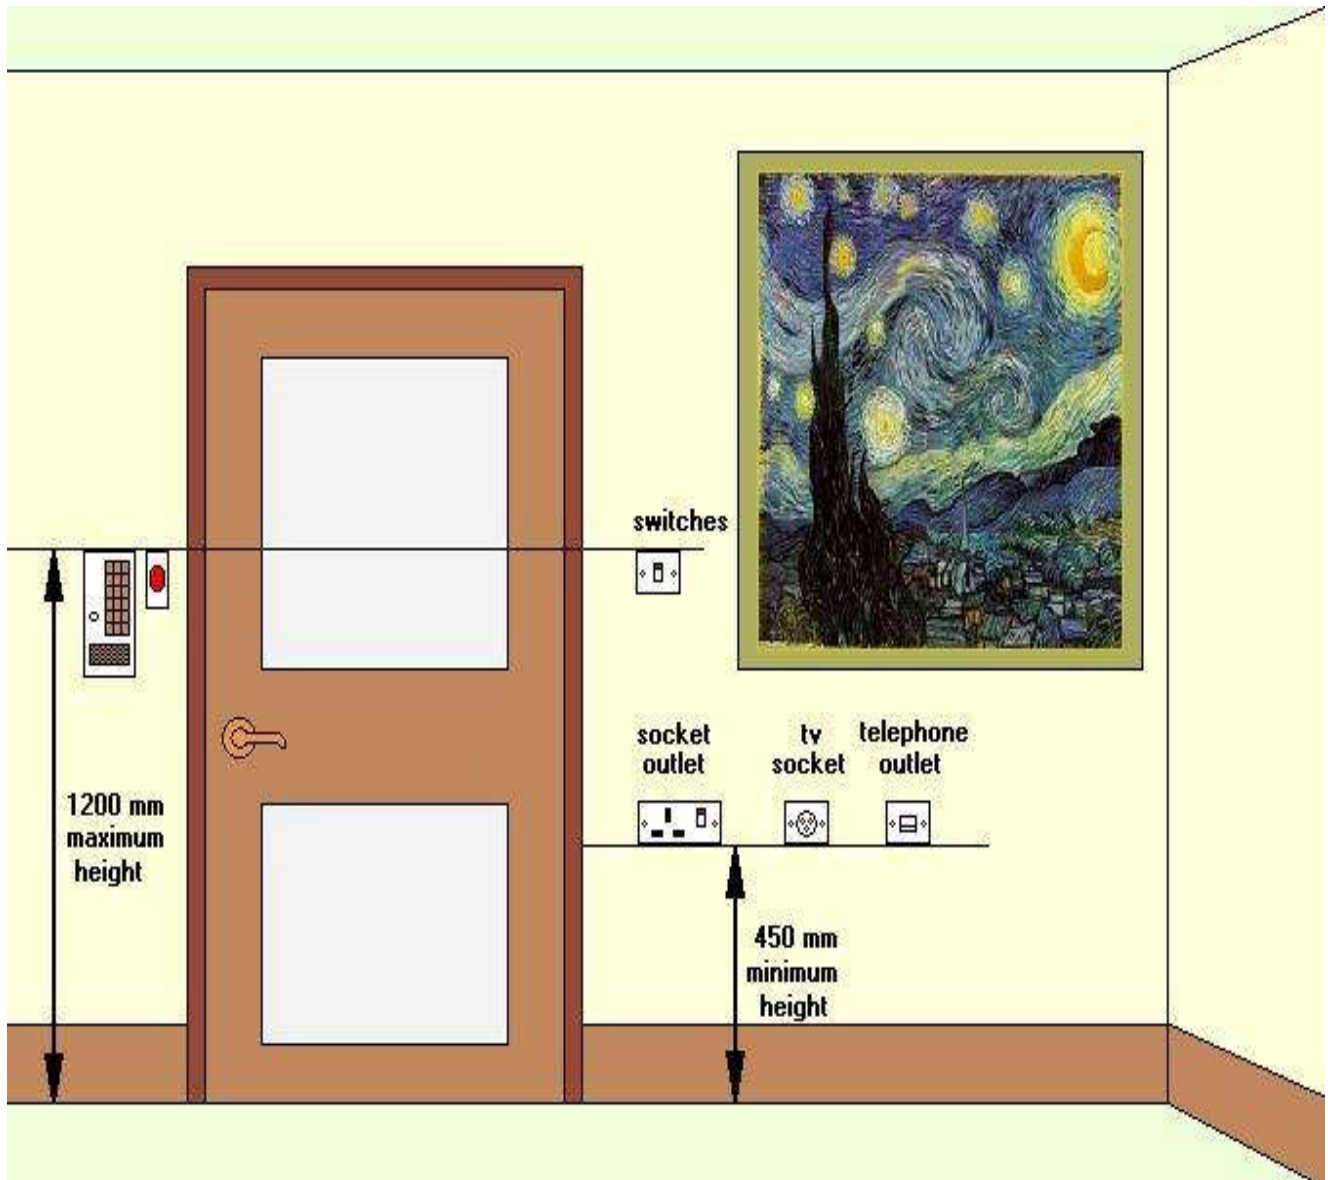 switches
socket
outlet
tv
socket
telephone
outlet
1200 mm
maximum
height
450 mm
minimum
height